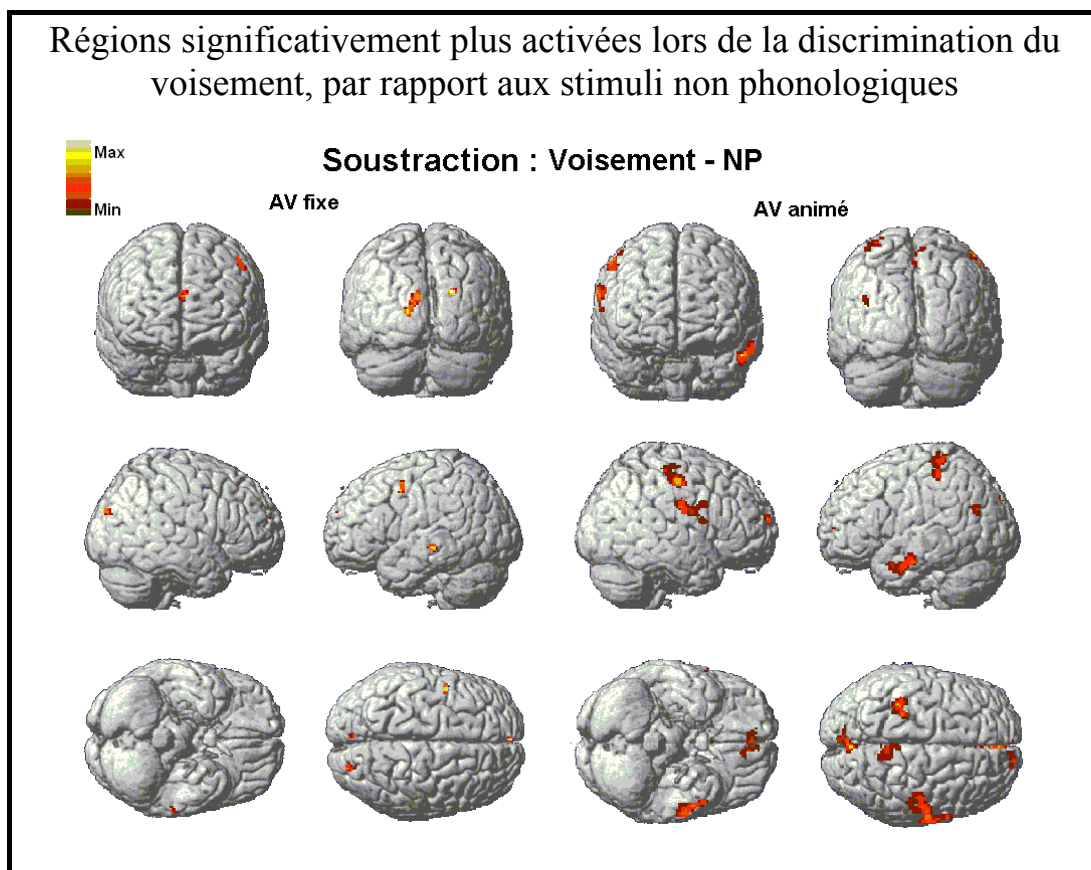 Régions significativement plus activées lors de la discrimination du
voisement, par rapport aux stimuli non phonologiques
Max
Min
Soustraction : Voisement - NP
AV fixe
AV animé